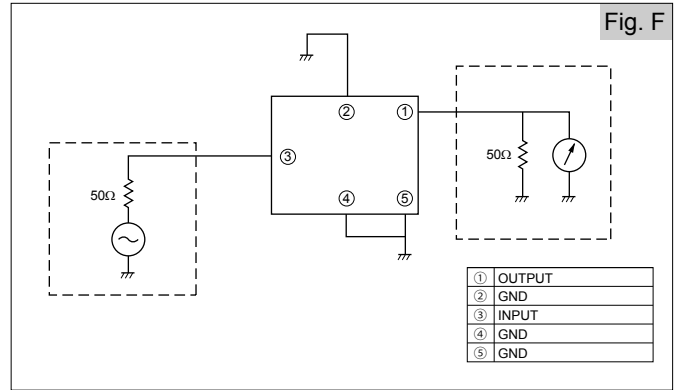 Fig. F
② ①
③
50Ω
50Ω
④ ⑤
① OUTPUT
② GND
③ INPUT
④ GND
⑤ GND